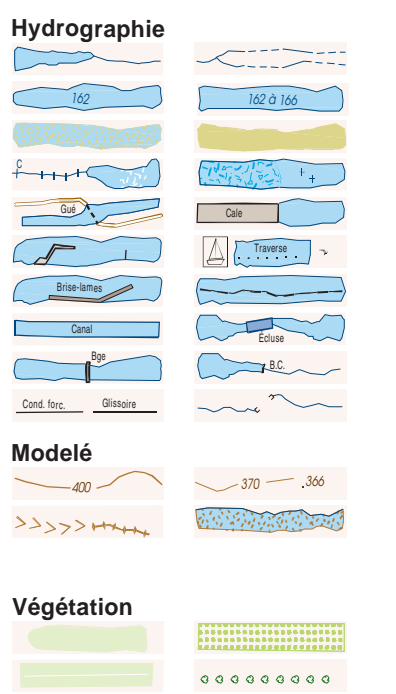 Hydrographie
162
162 à 166
C
Gué
Cale
Traverse
Brise-lames
Canal
Écluse
Bge
B.C.
Cond. forc.
Glissoire
Modelé
400
370
.366
Végétation